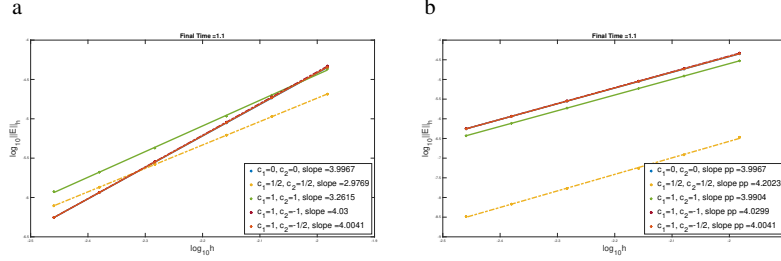 a
Final Time =1.1
log10||E||h
log10h
c1=0, c2=0, slope =3.9967
c1=1/2, c2=1/2, slope =2.9769
c1=1, c2=1, slope =3.2615
c1=1, c2=-1, slope =4.03
c1=1, c2=-1/2, slope =4.0041
b
Final Time =1.1
log10||E||h
log10h
c1=0, c2=0, slope pp =3.9967
c1=1/2, c2=1/2, slope pp =4.2023
c1=1, c2=1, slope pp =3.9904
c1=1, c2=-1, slope pp =4.0299
c1=1, c2=-1/2, slope pp =4.0041